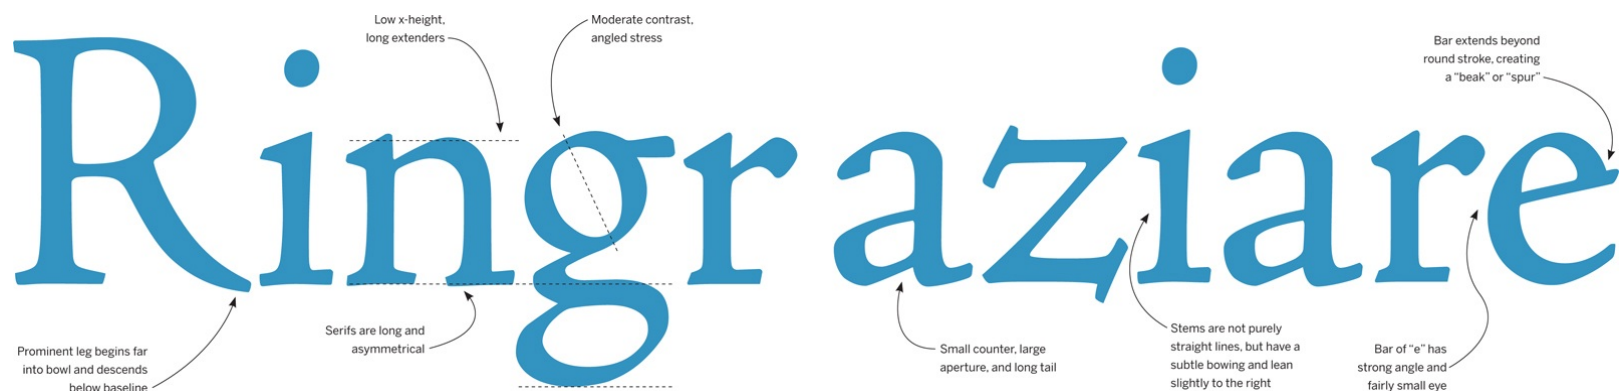 Ringraziare
Low x-height,
long extenders
Moderate contrast,
angled stress
Bar extends beyond
round stroke, creating
a “beak” or “spur”
Prominent leg begins far
into bowl and descends
below baseline
Serifs are long and
asymmetrical
Small counter, large
aperture, and long tail
Stems are not purely
straight lines, but have a
subtle bowing and lean
slightly to the right
Bar of “e” has
strong angle and
fairly small eye